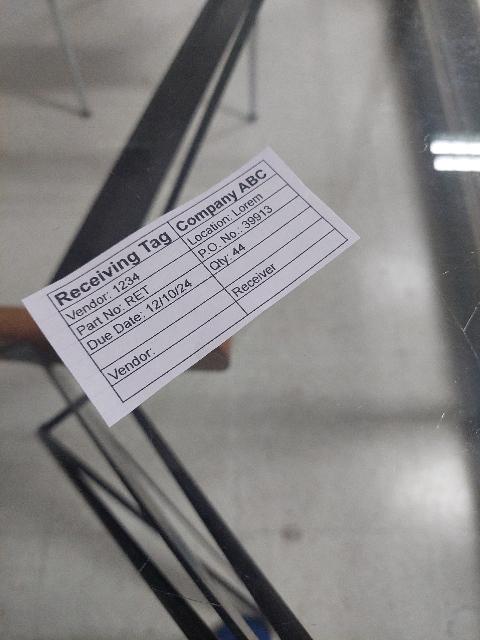 Receiving Tag Company ABC
Vendor: 1234 Location: Lorem
Part No: RET P.O. No.: 39913
Due Date: 12/10/24 Qty: 44
Vendor: Receiver